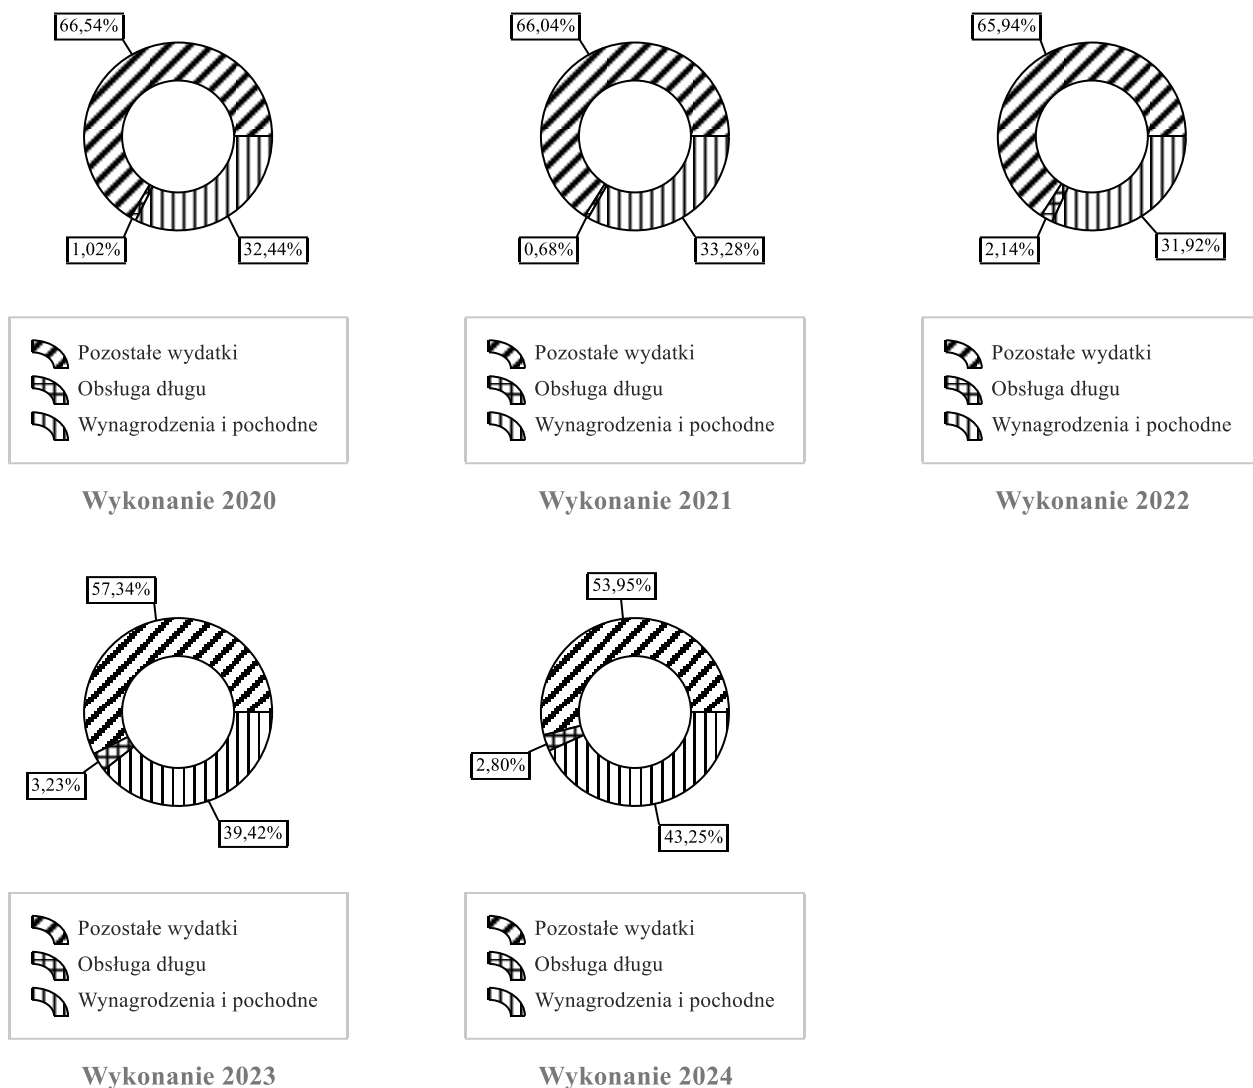 66,54%
1,02%
32,44%
Pozostałe wydatki
Obsługa długu
Wynagrodzenia i pochodne
Wykonanie 2020
66,04%
0,68%
33,28%
Pozostałe wydatki
Obsługa długu
Wynagrodzenia i pochodne
Wykonanie 2021
65,94%
2,14%
31,92%
Pozostałe wydatki
Obsługa długu
Wynagrodzenia i pochodne
Wykonanie 2022
57,34%
3,23%
39,42%
Pozostałe wydatki
Obsługa długu
Wynagrodzenia i pochodne
Wykonanie 2023
53,95%
2,80%
43,25%
Pozostałe wydatki
Obsługa długu
Wynagrodzenia i pochodne
Wykonanie 2024